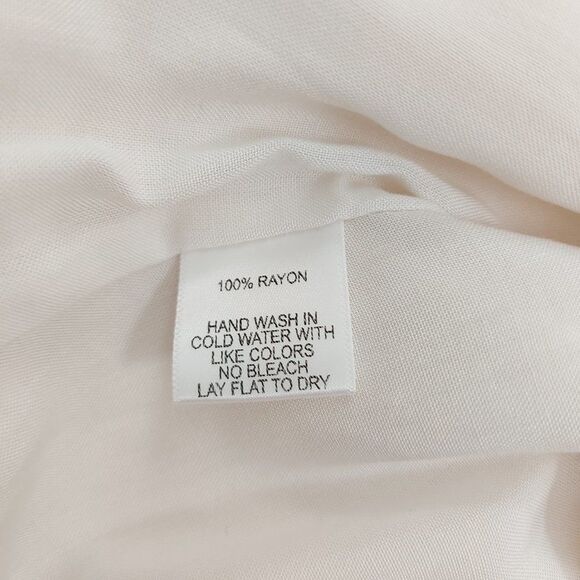 100% RAYON
HAND WASH IN
COLD WATER WITH
LIKE COLORS
NO BLEACH
LAY FLAT TO DRY